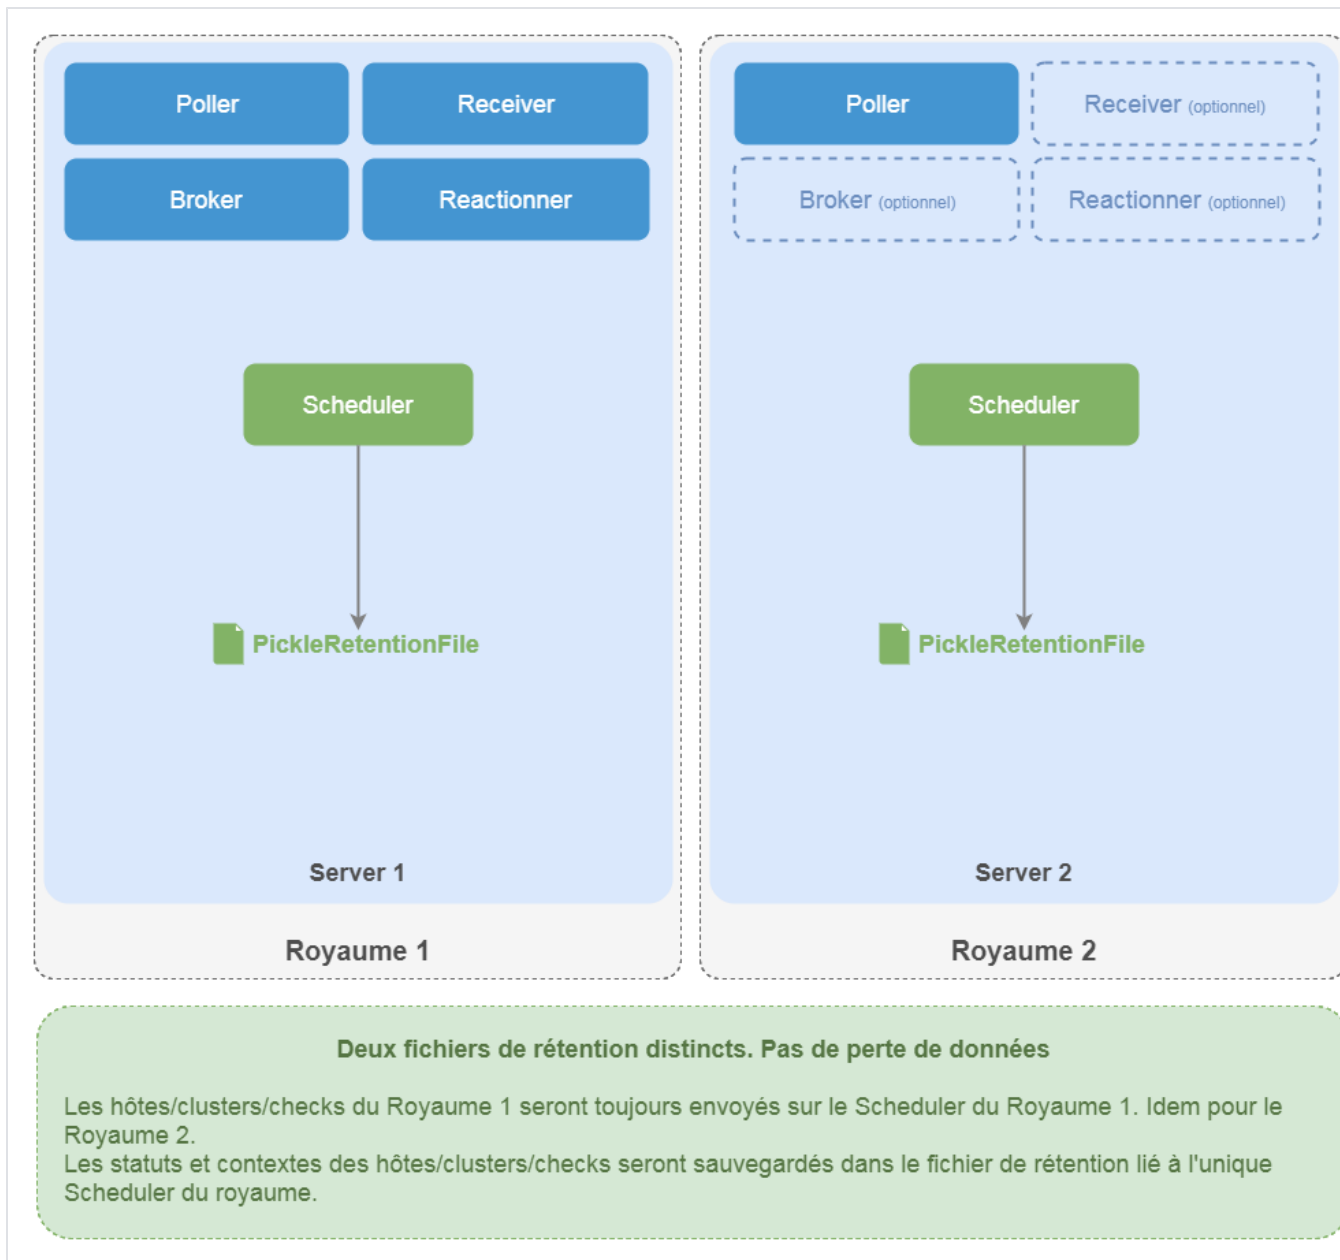 Poller
Receiver
Broker
Reactionner
Scheduler
PickleRetentionFile
Server 1
Royaume 1
Poller
Receiver (optionnel)
Broker (optionnel)
Reactionner (optionnel)
Scheduler
PickleRetentionFile
Server 2
Royaume 2
Deux fichiers de rétention distincts. Pas de perte de données
Les hôtes/clusters/checks du Royaume 1 seront toujours envoyés sur le Scheduler du Royaume 1. Idem pour le
Royaume 2.
Les statuts et contextes des hôtes/clusters/checks seront sauvegardés dans le fichier de rétention lié à l'unique
Scheduler du royaume.